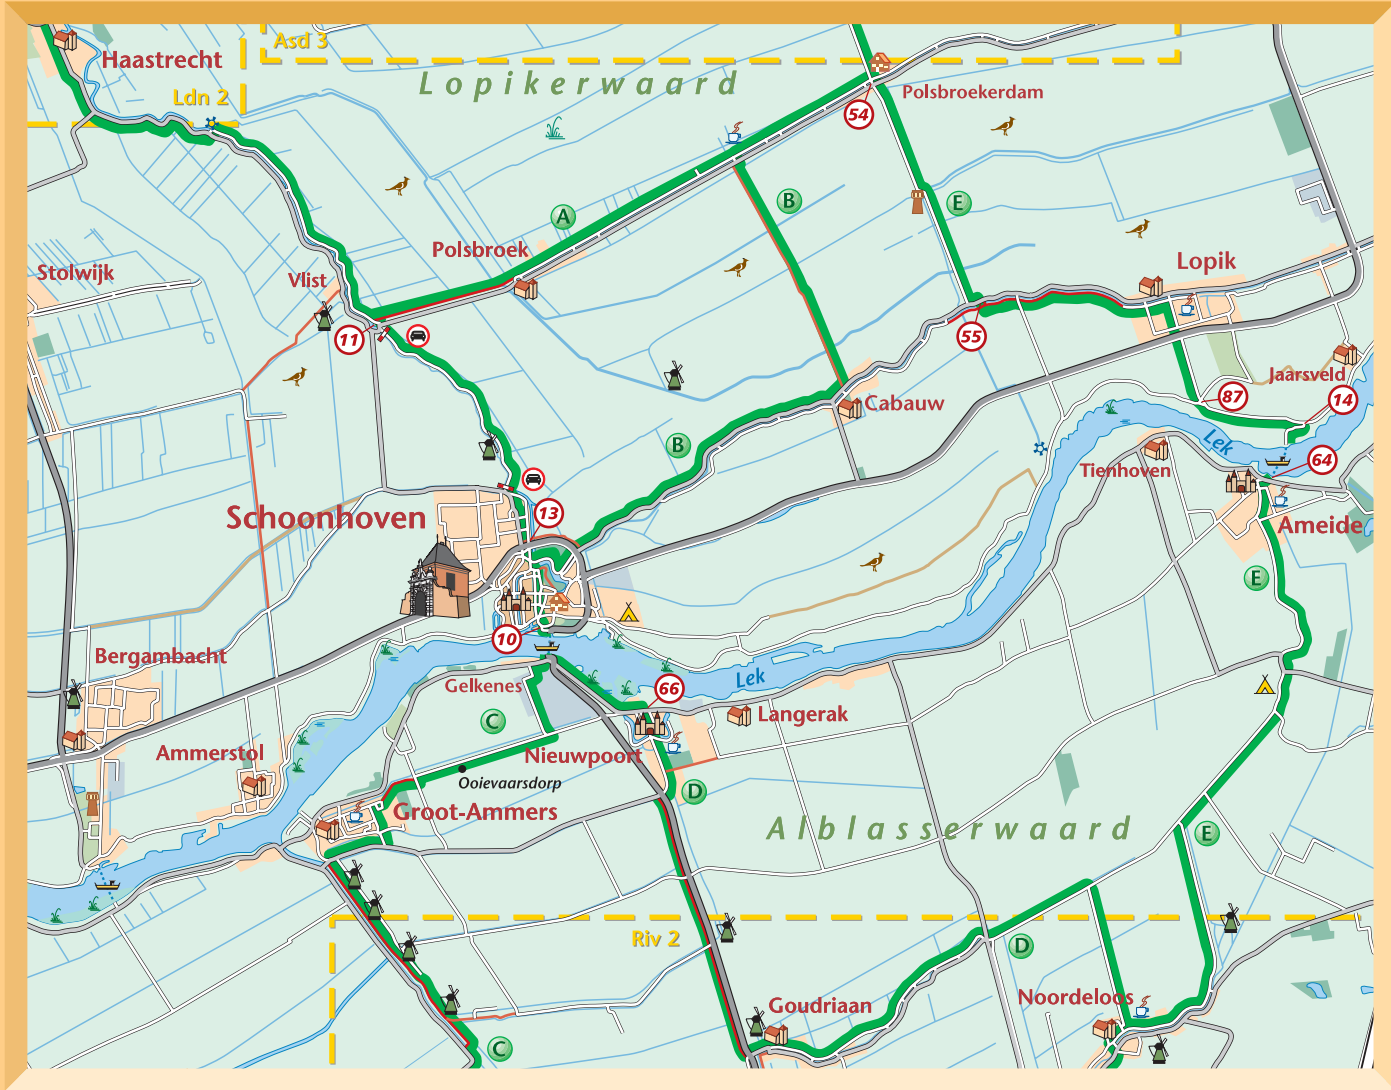 Asd 3
Haastrecht
Lopikerwaard
Ldn 2
Polsbroekerdam
54
B
E
A
Polsbroek
Lopik
Stolwijk
Vlist
11
55
Jaarsveld
87
14
Cabauw
B
Lek
64
Tienhoven
13
Schoonhoven
Ameide
E
10
Bergambacht
Lek
Gelkenes
66
C
Langerak
Ammerstol
Nieuwpoort
Ooievaarsdorp
D
Groot-Ammers
Alblasserwaard
E
Riv 2
D
Noordeloos
Goudriaan
C